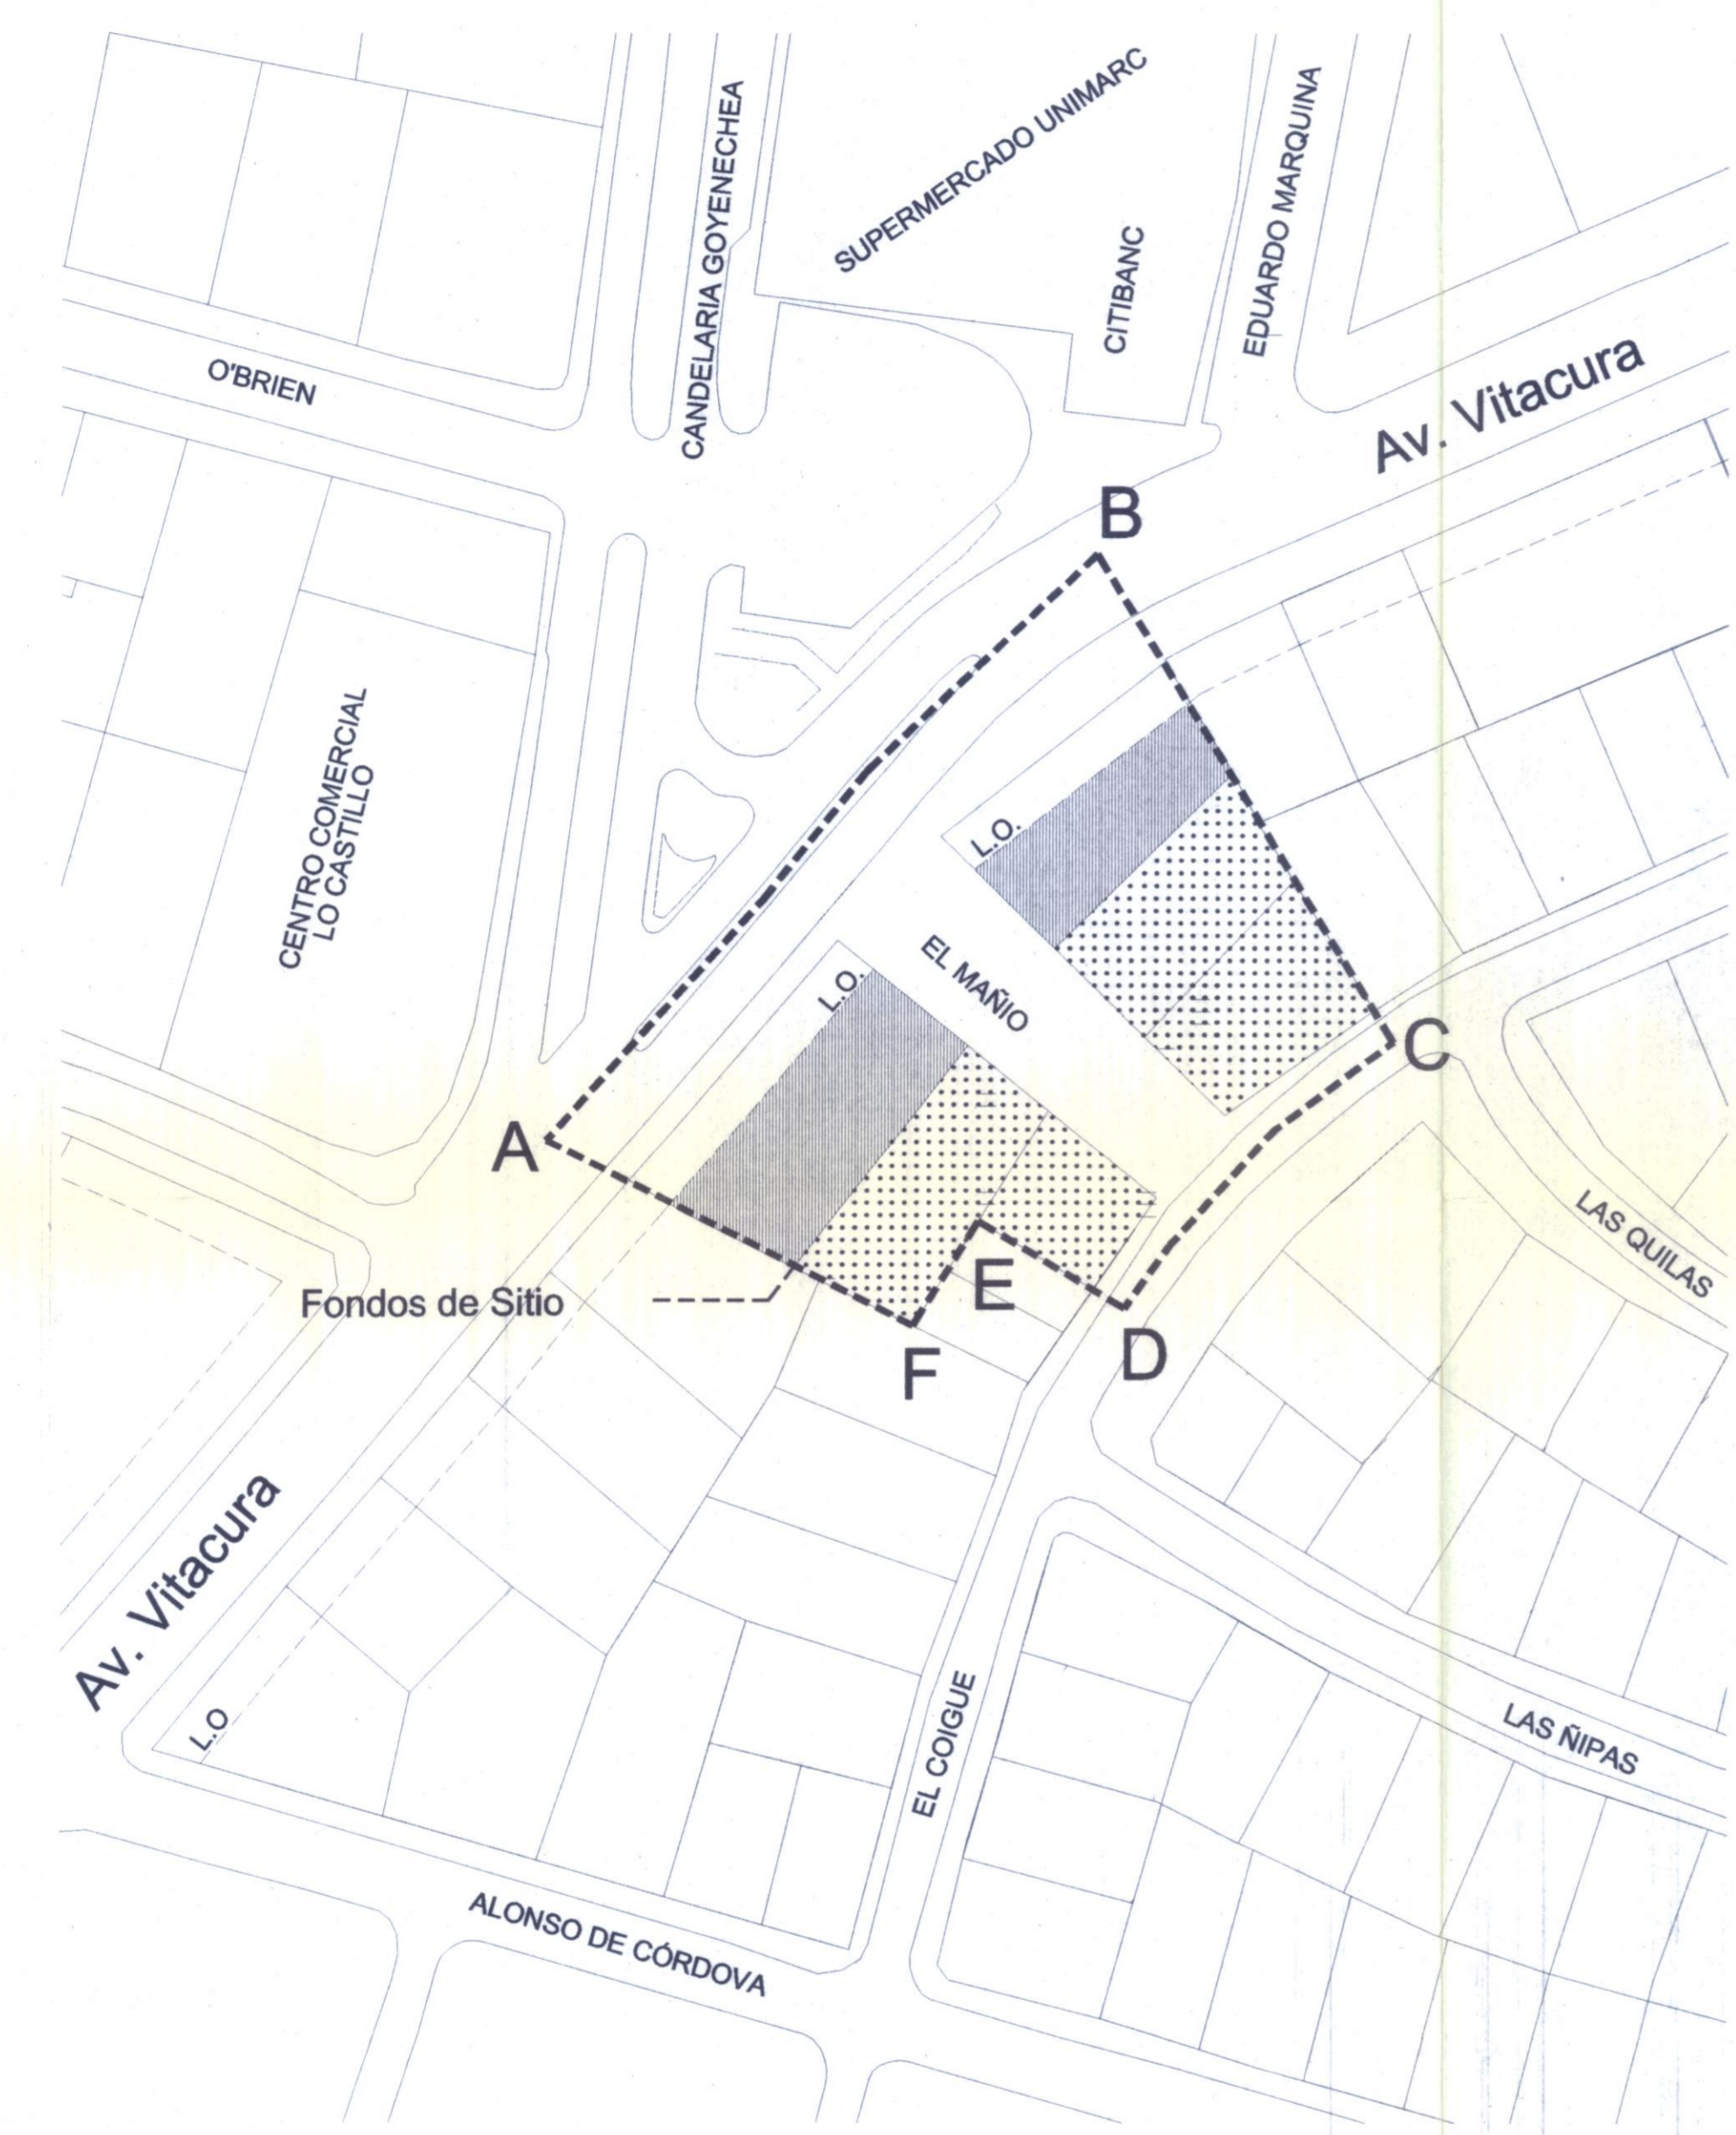 CANDELARIA GOYENECHEA
SUPERMERCADO UNIMARC
CITIBANC
EDUARDO MARQUINA
O'BRIEN
Av. Vitacura
B
CENTRO COMERCIAL
LO CASTILLO
L.O.
EL MAÑIO
L.O.
C
A
LAS QUILAS
E
Fondos de Sitio
D
F
Av. Vitacura
L.O
EL COIGUE
LAS ÑIPAS
ALONSO DE CÓRDOVA